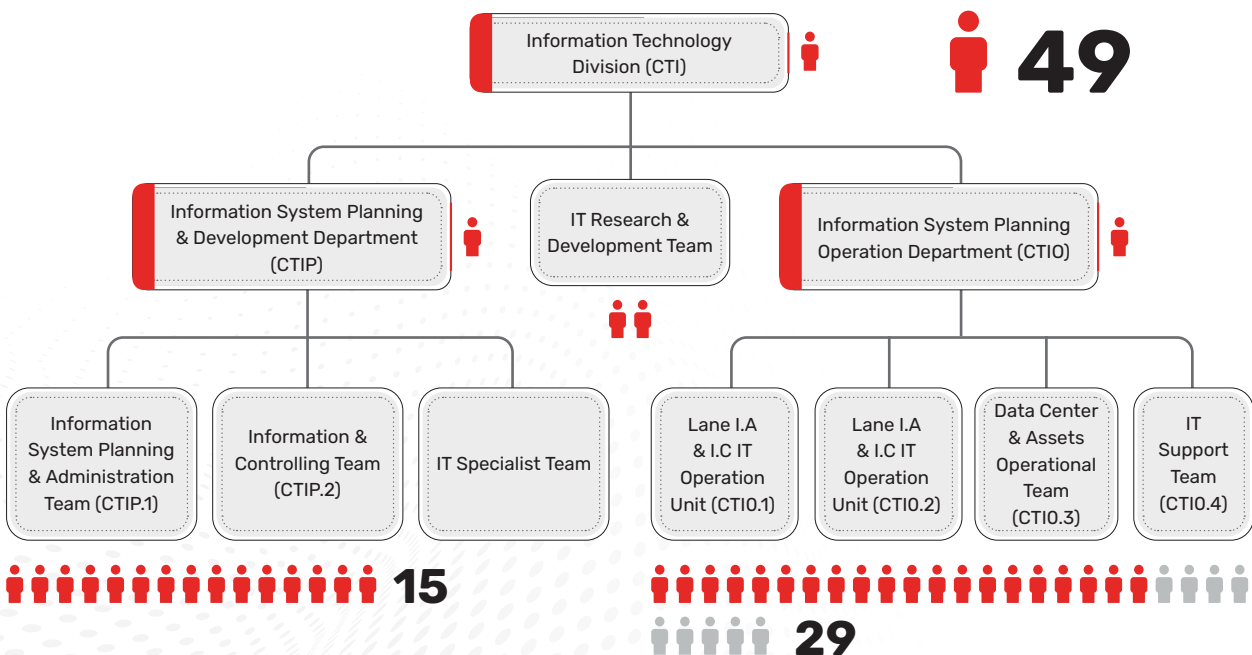 Information Technology
Division (CTI)
49
Information System Planning
& Development Department
(CTIP)
IT Research &
Development Team
Information System Planning
Operation Department (CTIO)
Information
System Planning
& Administration
Team (CTIP.1)
Information &
Controlling Team
(CTIP.2)
IT Specialist Team
Lane I.A
& I.C IT
Operation
Unit (CTIO.1)
Lane I.A
& I.C IT
Operation
Unit (CTIO.2)
Data Center
& Assets
Operational
Team
(CTIO.3)
IT
Support
Team
(CTIO.4)
15
29